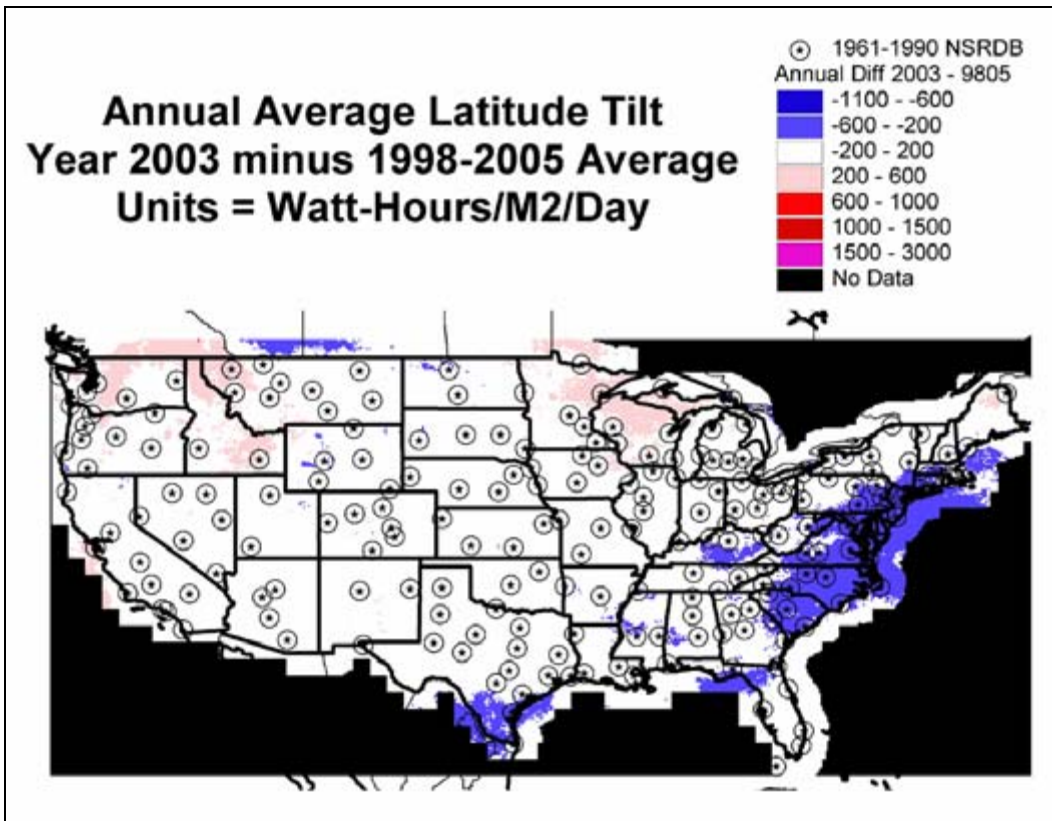 Annual Average Latitude Tilt
Year 2003 minus 1998-2005 Average
Units = Watt-Hours/M2/Day
1961-1990 NSRDB
Annual Diff 2003 - 9805
-1100 - -600
-600 - -200
-200 - 200
200 - 600
600 - 1000
1000 - 1500
1500 - 3000
No Data